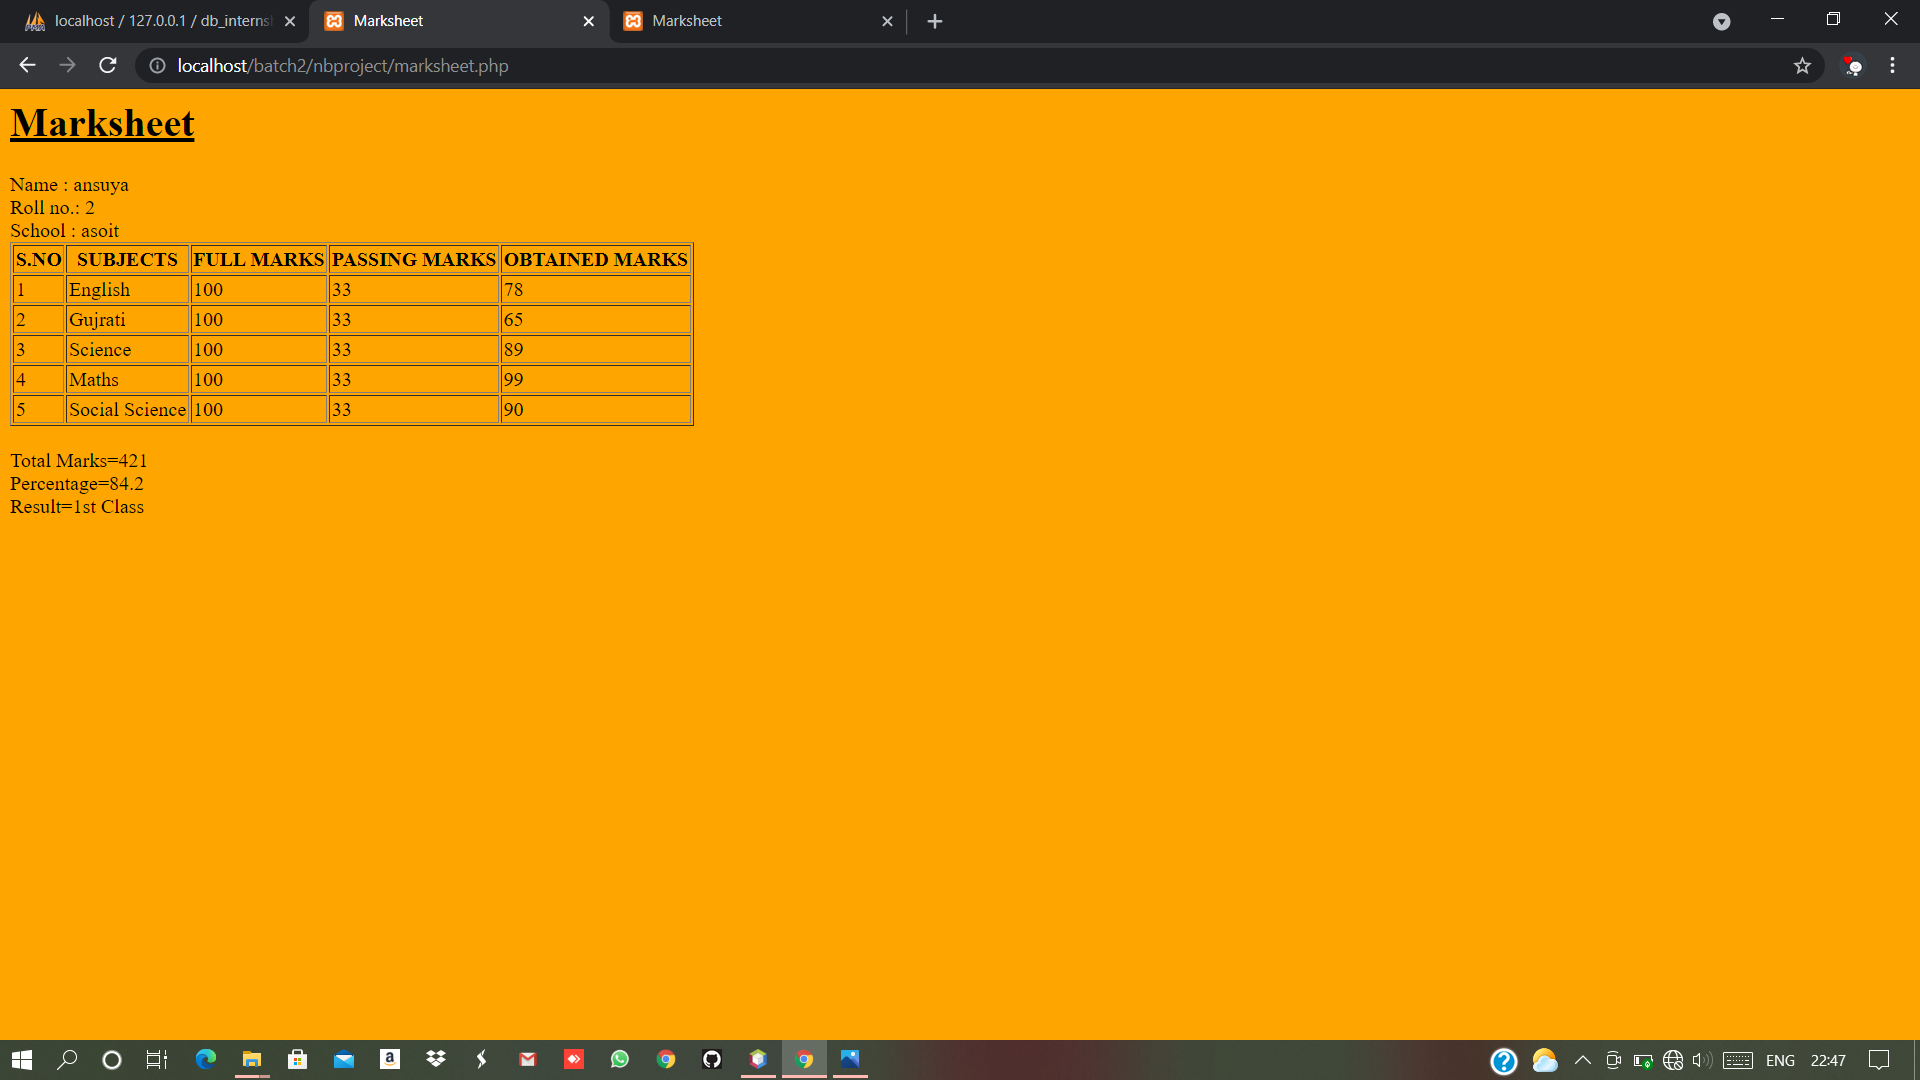 localhost / 127.0.0.1 / db_interns
Marksheet
Marksheet
localhost/batch2/nbproject/marksheet.php
Marksheet
Name : ansuya
Roll no.: 2
School : asoit
S.NO SUBJECTS FULL MARKS PASSING MARKS OBTAINED MARKS
1 English 100 33 78
2 Gujrati 100 33 65
3 Science 100 33 89
4 Maths 100 33 99
5 Social Science 100 33 90
Total Marks=421
Percentage=84.2
Result=1st Class
ENG 22:47